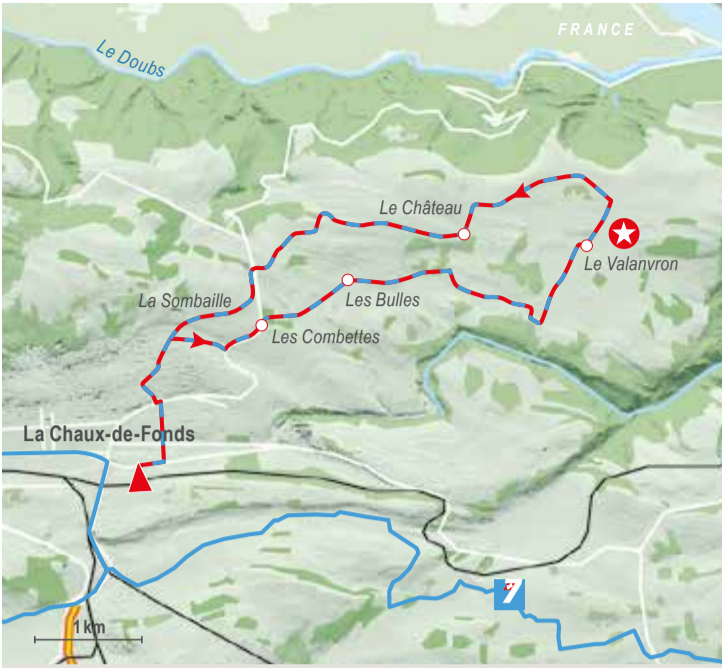 FRANCE
Le Doubs
Le Château
Le Valanvron
La Sombaille
Les Bulles
Les Combettes
La Chaux-de-Fonds
7
1 km